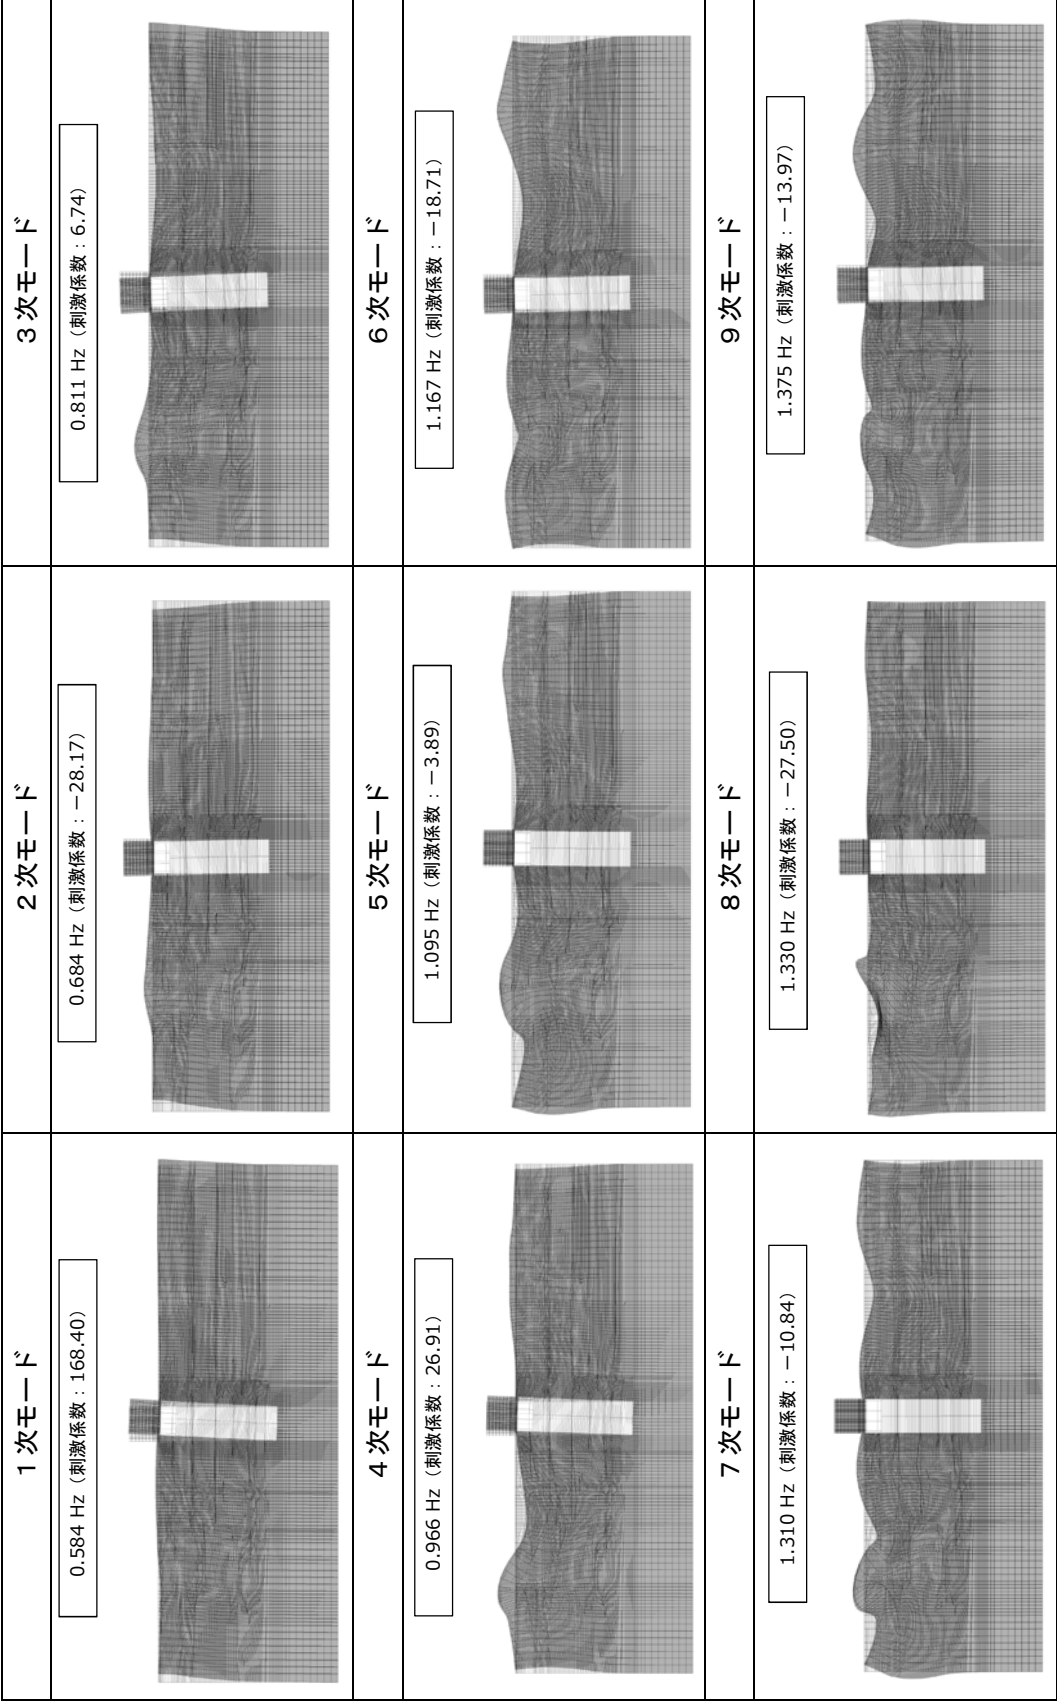 １次モード
0.584 Hz（刺激係数：168.40）
２次モード
0.684 Hz（刺激係数：－28.17）
３次モード
0.811 Hz（刺激係数：6.74）
４次モード
0.966 Hz（刺激係数：26.91）
５次モード
1.095 Hz（刺激係数：－3.89）
６次モード
1.167 Hz（刺激係数：－18.71）
７次モード
1.310 Hz（刺激係数：－10.84）
８次モード
1.330 Hz（刺激係数：－27.50）
９次モード
1.375 Hz（刺激係数：－13.97）